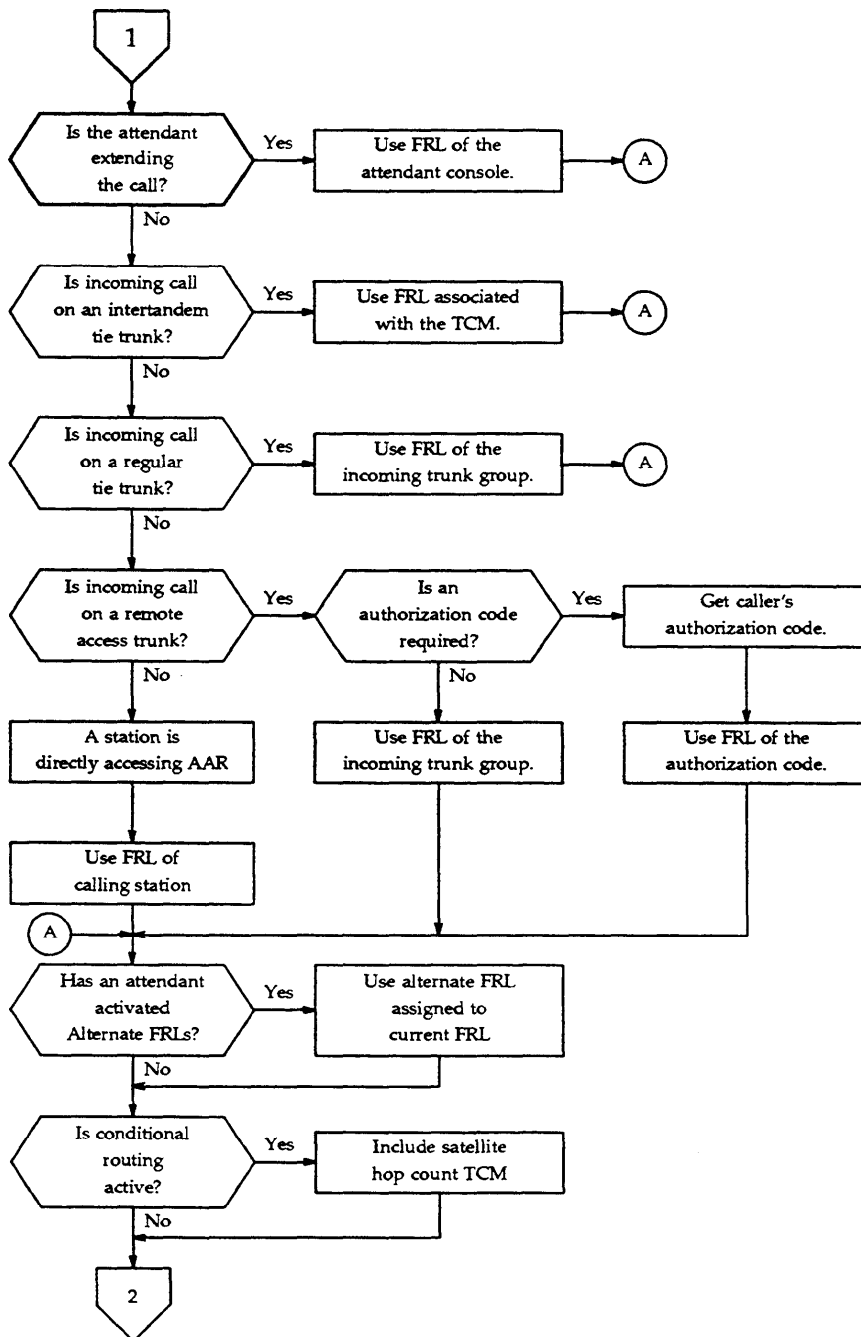 1
Is the attendant
extending
the call?
Yes
Use FRL of the
attendant console.
A
No
Is incoming call
on an intertandem
tie trunk?
Yes
Use FRL associated
with the TCM.
A
No
Is incoming call
on a regular
tie trunk?
Yes
Use FRL of the
incoming trunk group.
A
No
Is incoming call
on a remote
access trunk?
Yes
Is an
authorization code
required?
Yes
Get caller's
authorization code.
No
No
A station is
directly accessing AAR
Use FRL of the
incoming trunk group.
Use FRL of the
authorization code.
Use FRL of
calling station
A
Has an attendant
activated
Alternate FRLs?
Yes
Use alternate FRL
assigned to
current FRL
No
Is conditional
routing
active?
Yes
Include satellite
hop count TCM
No
2